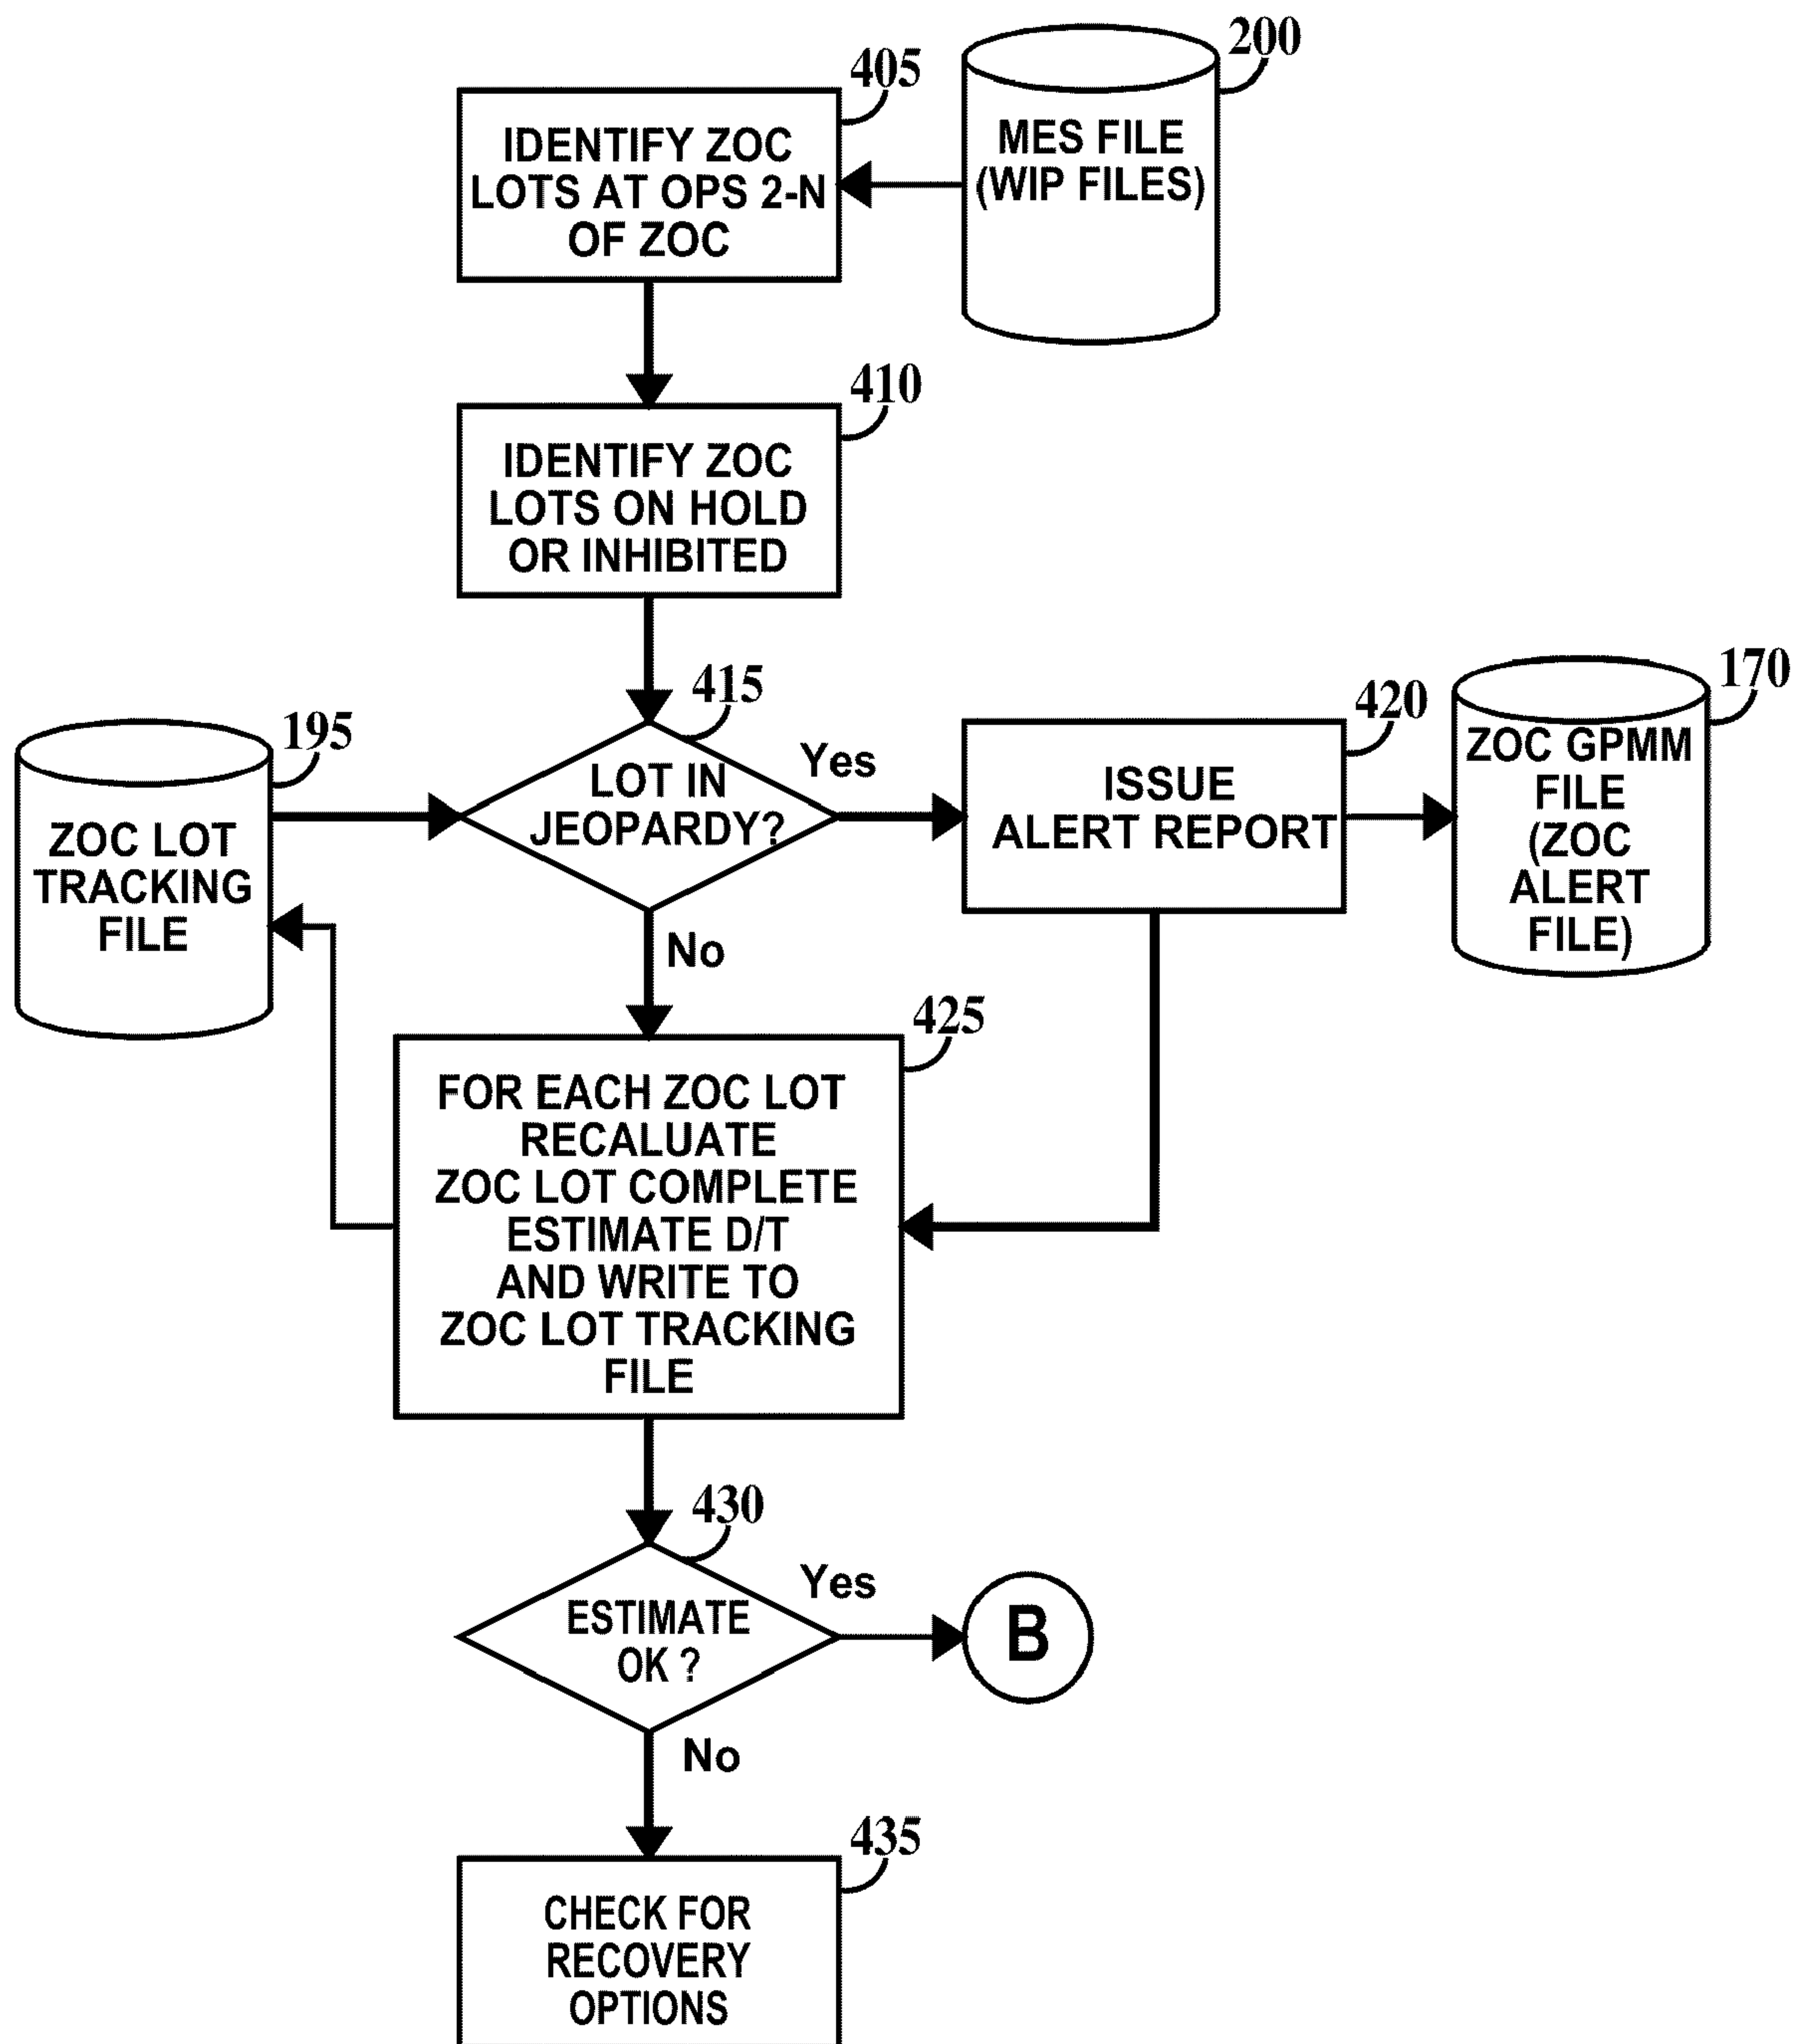 405
IDENTIFY ZOC
LOTS AT OPS 2-N
OF ZOC
200
MES FILE
(WIP FILES)
410
IDENTIFY ZOC
LOTS ON HOLD
OR INHIBITED
195
ZOC LOT
TRACKING
FILE
415
LOT IN
JEOPARDY?
Yes
No
420
ISSUE
ALERT REPORT
170
ZOC GPMM
FILE
(ZOC
ALERT
FILE)
425
FOR EACH ZOC LOT
RECALUATE
ZOC LOT COMPLETE
ESTIMATE D/T
AND WRITE TO
ZOC LOT TRACKING
FILE
430
ESTIMATE
OK ?
Yes
B
No
435
CHECK FOR
RECOVERY
OPTIONS